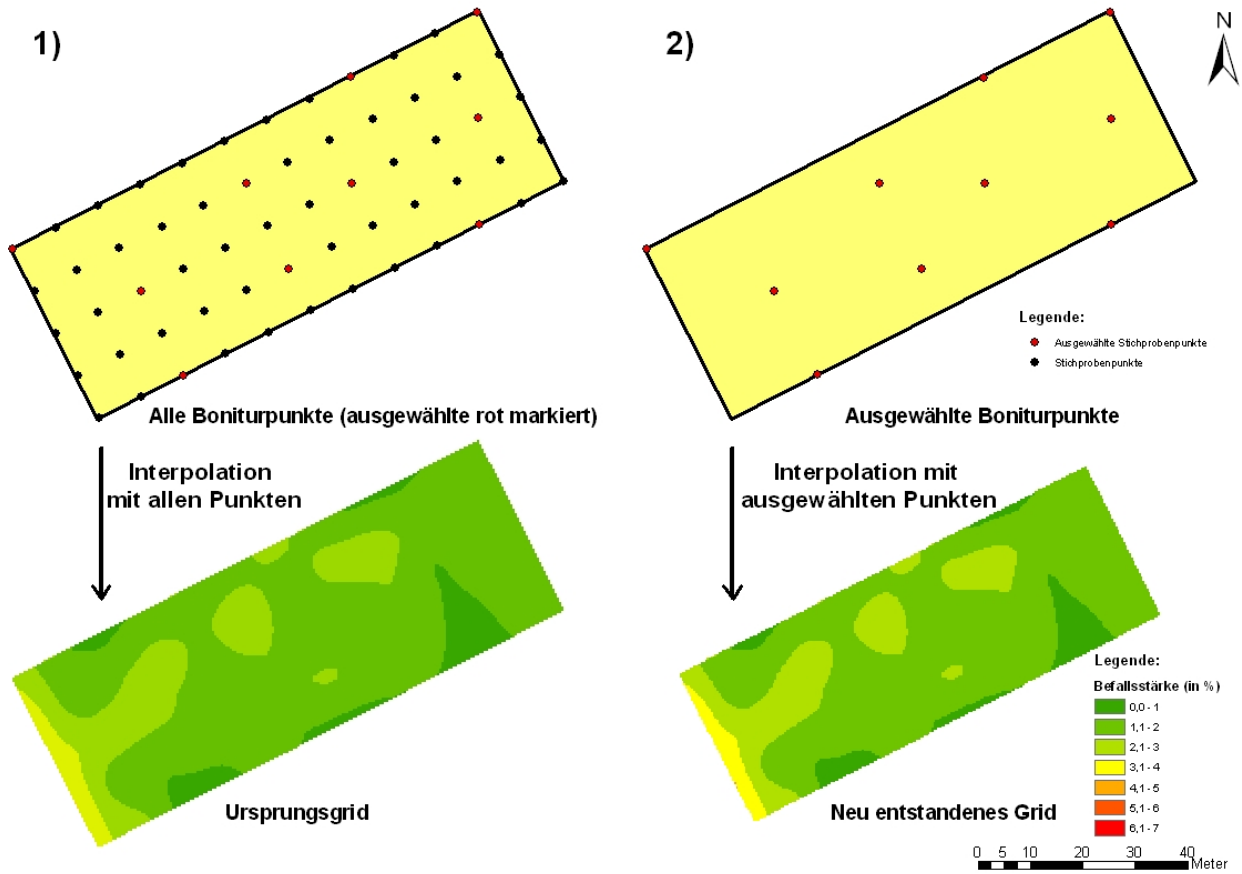 1)
2)
N
Legende:
Ausgewählte Stichprobenpunkte
Stichprobenpunkte
Alle Boniturpunkte (ausgewählte rot markiert)
Ausgewählte Boniturpunkte
Interpolation
mit allen Punkten
Interpolation mit
ausgewählten Punkten
Legende:
Befallsstärke (in %)
0,0 - 1
1,1 - 2
2,1 - 3
3,1 - 4
4,1 - 5
5,1 - 6
6,1 - 7
Ursprungsgrid
Neu entstandenes Grid
0 5 10 20 30 40
Meter